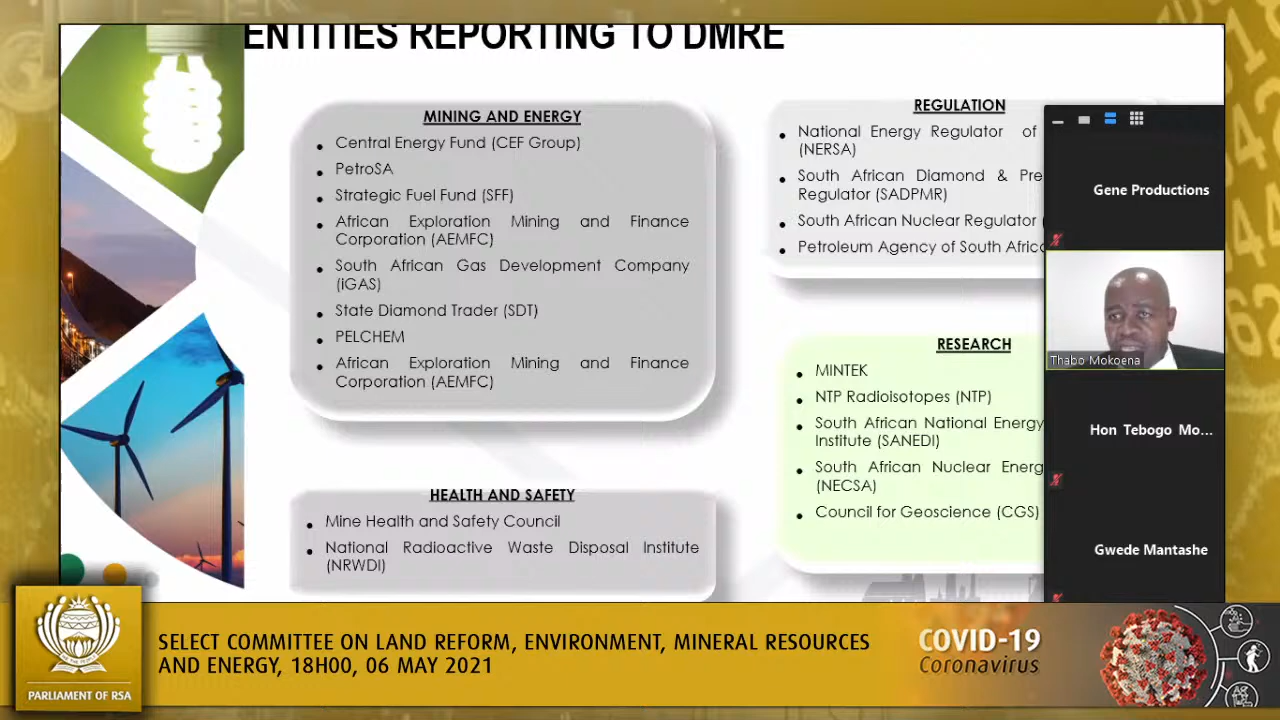 ENTITIES REPORTING TO DMRE
MINING AND ENERGY
Central Energy Fund (CEF Group)
PetroSA
Strategic Fuel Fund (SFF)
African Exploration Mining and Finance
Corporation (AEMFC)
South African Gas Development Company
(iGAS)
State Diamond Trader (SDT)
PELCHEM
African Exploration Mining and Finance
Corporation (AEMFC)
HEALTH AND SAFETY
Mine Health and Safety Council
National Radioactive Waste Disposal Institute
(NRWDI)
REGULATION
National Energy Regulator of
(NERSA)
South African Diamond & Pre
Regulator (SADPMR)
South African Nuclear Regulator (
Petroleum Agency of South Afric
RESEARCH
MINTEK
NTP Radioisotopes (NTP)
South African National Energy
Institute (SANEDI)
South African Nuclear Energ
(NECSA)
Council for Geoscience (CGS)
Gene Productions
Thabo Mokoena
Hon Tebogo Mo...
Gwede Mantashe
PARLIAMENT OF RSA
SELECT COMMITTEE ON LAND REFORM, ENVIRONMENT, MINERAL RESOURCES
AND ENERGY, 18H00, 06 MAY 2021
COVID-19
Coronavirus